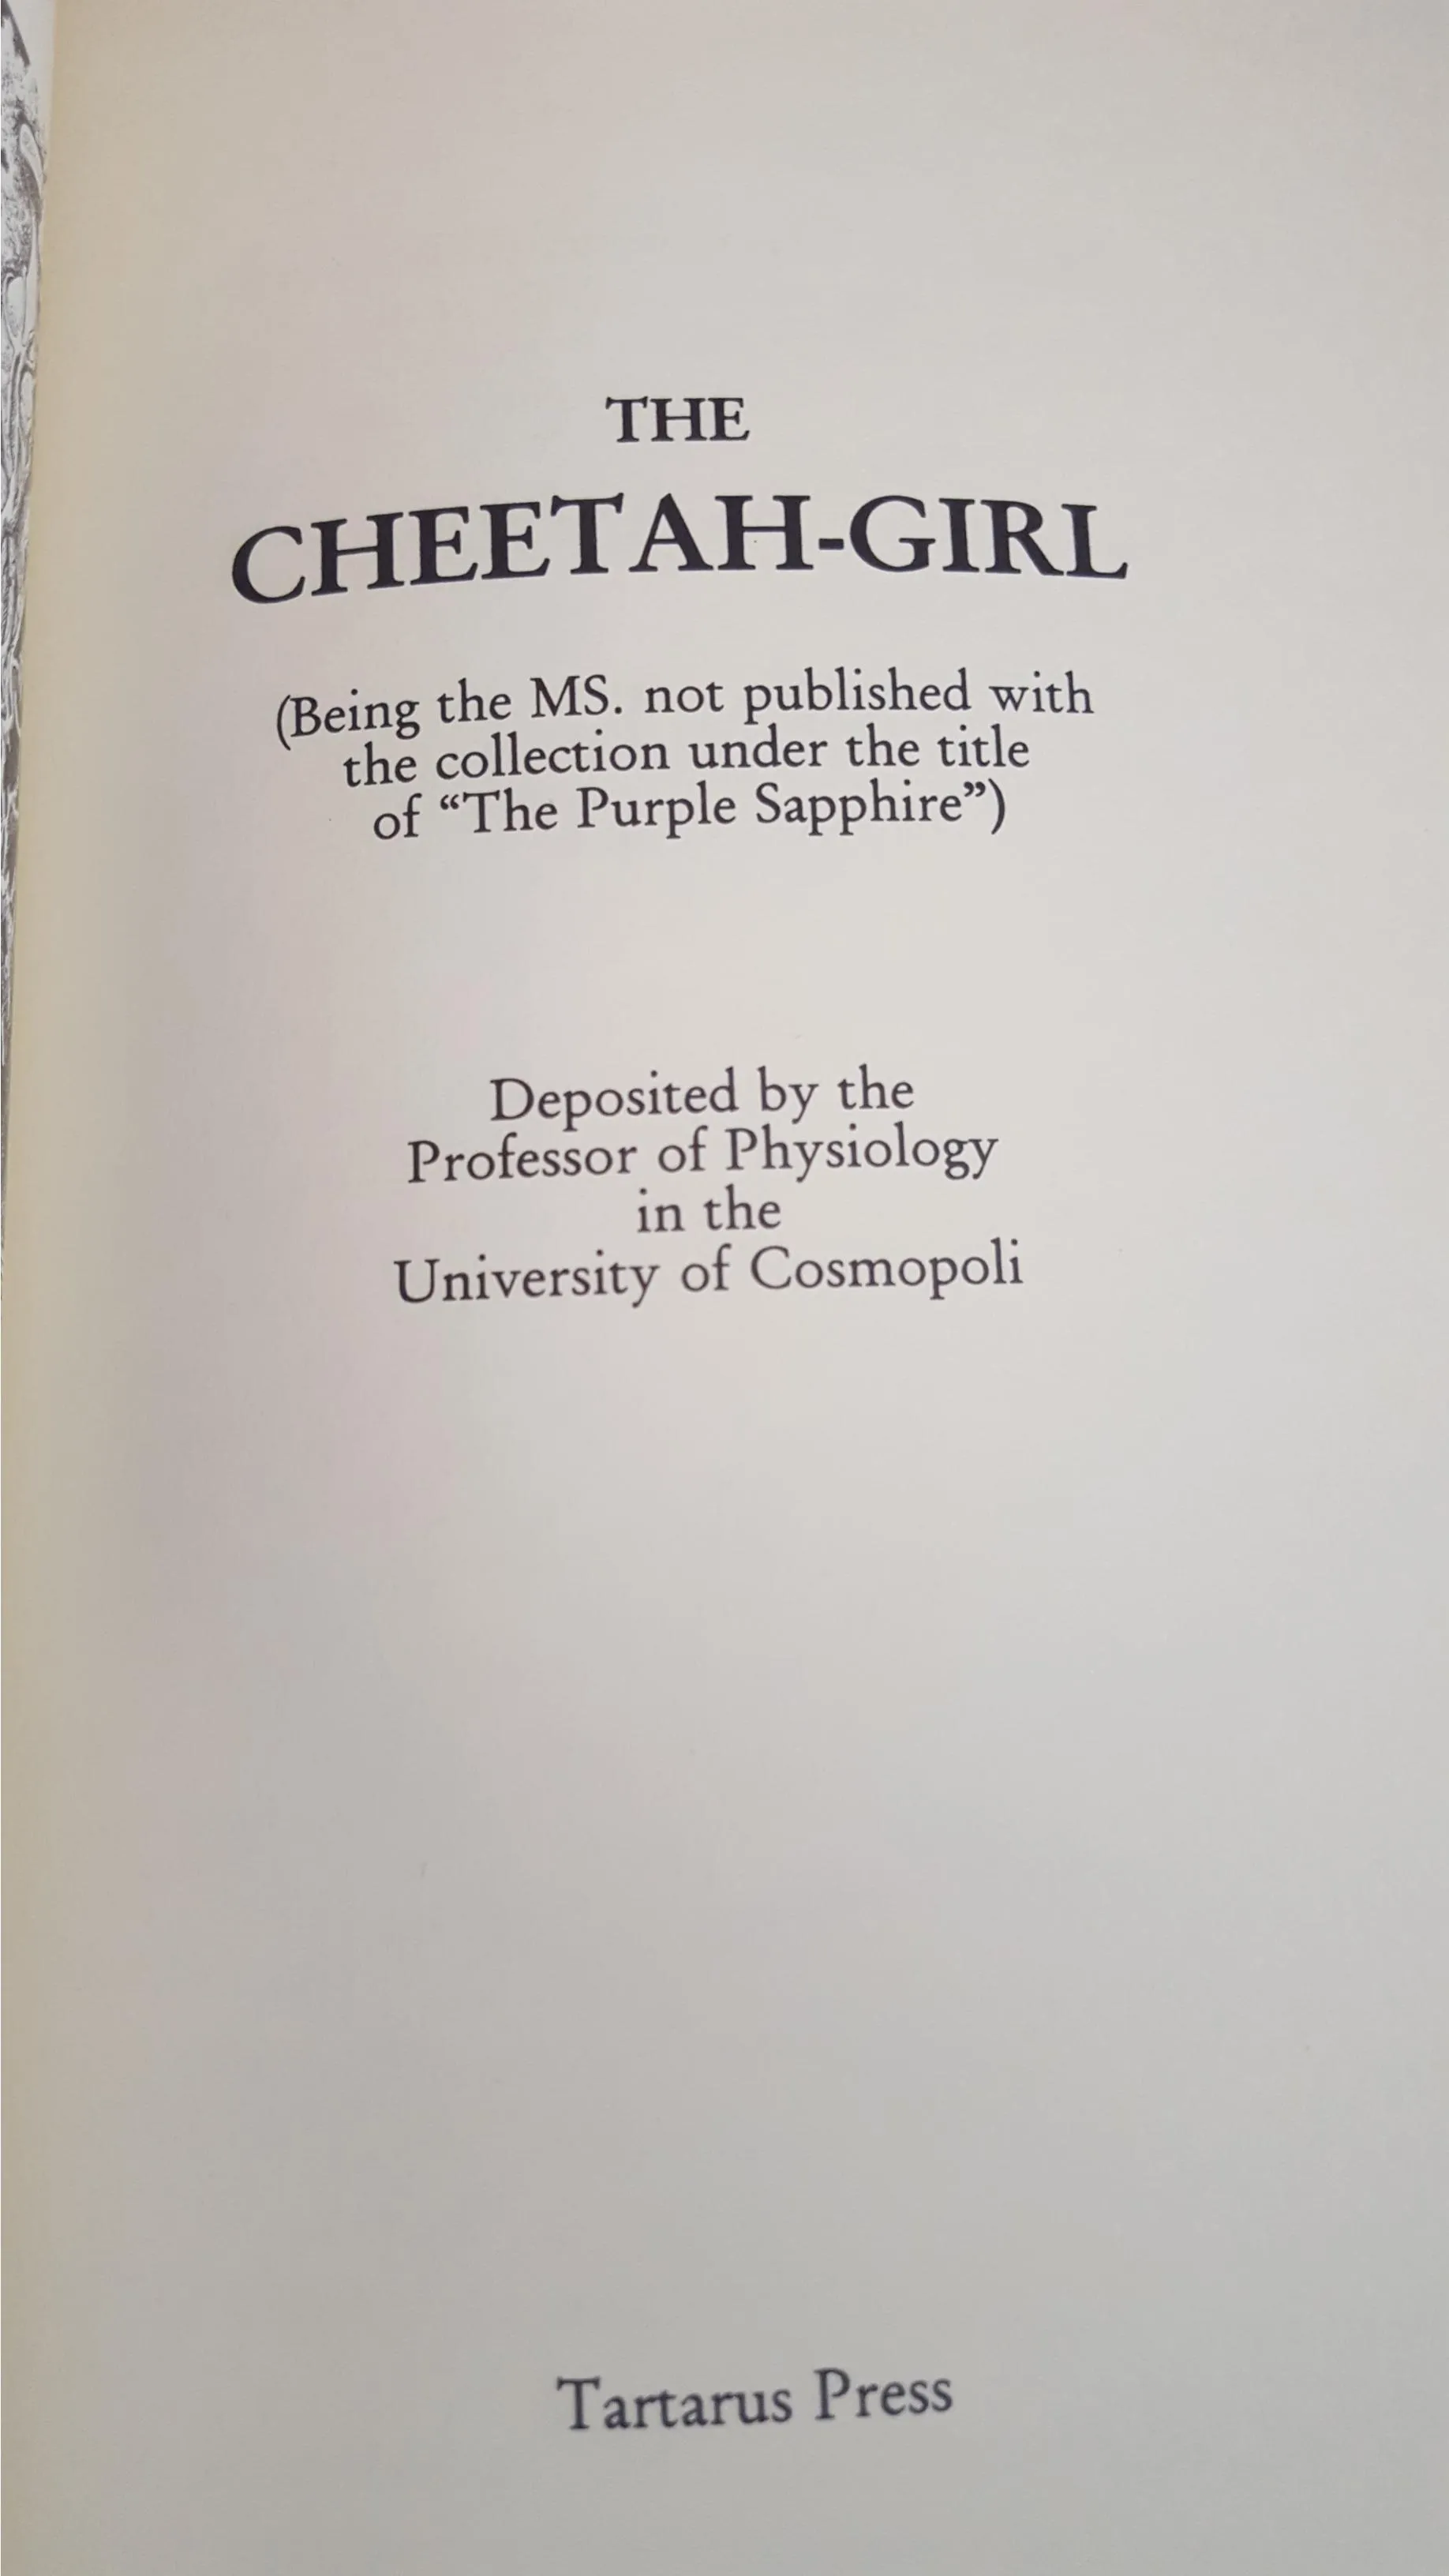 THE
CHEETAH-GIRL
(Being the MS. not published with
the collection under the title
of “The Purple Sapphire”)
Deposited by the
Professor of Physiology
in the
University of Cosmopoli
Tartarus Press